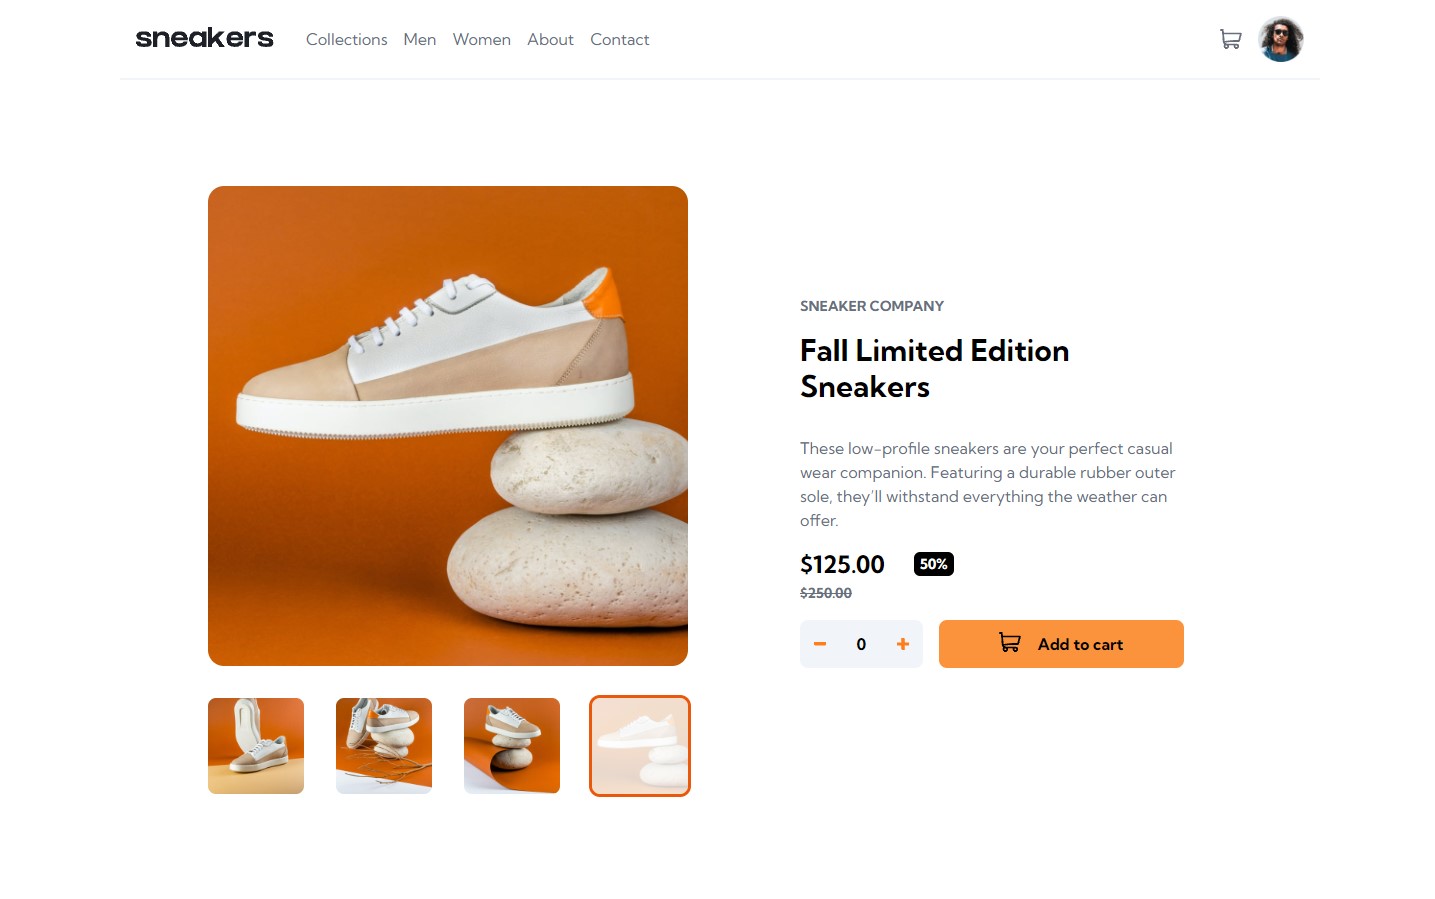 sneakers
Collections Men Women About Contact
SNEAKER COMPANY
Fall Limited Edition
Sneakers
These low-profile sneakers are your perfect casual
wear companion. Featuring a durable rubber outer
sole, they'll withstand everything the weather can
offer.
$125.00 50%
$250.00
0
Add to cart